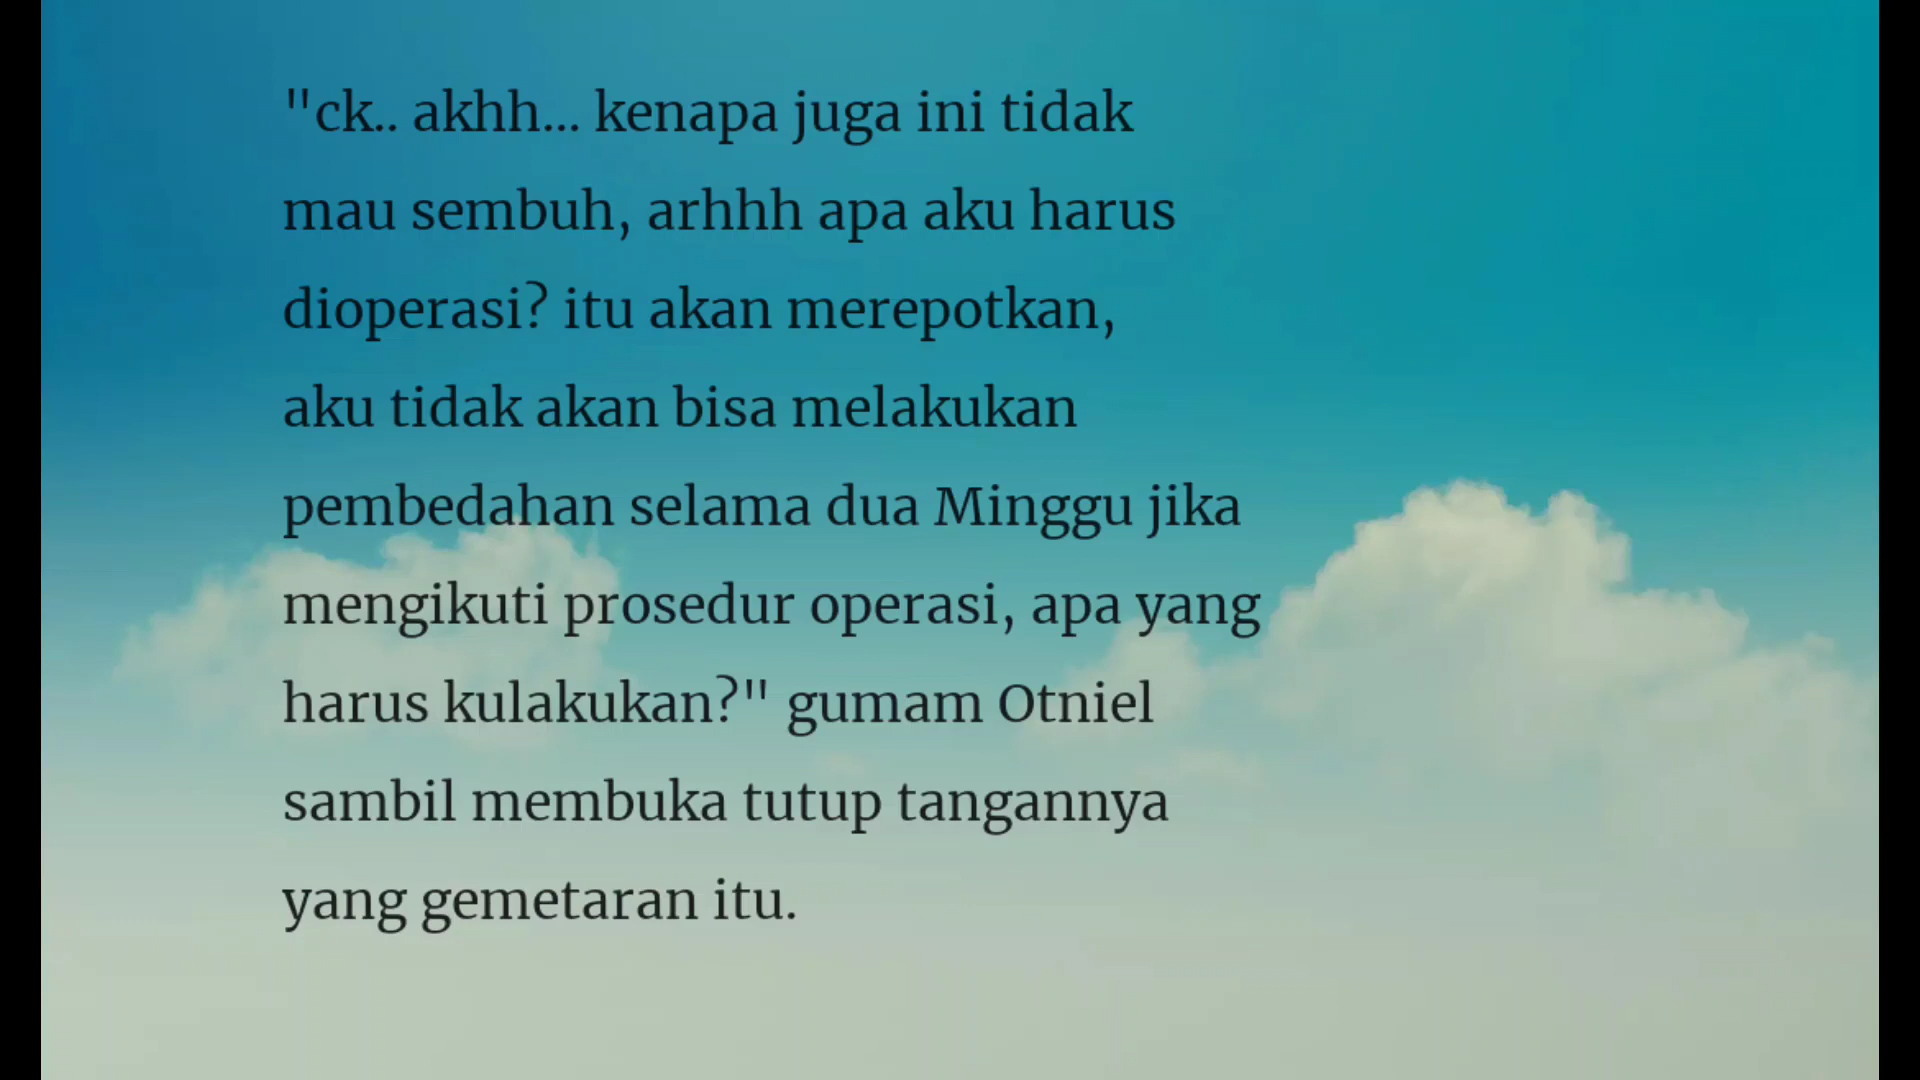 "ck.. akhh... kenapa juga ini tidak
mau sembuh, arhhh apa aku harus
dioperasi? itu akan merepotkan,
aku tidak akan bisa melakukan
pembedahan selama dua Minggu jika
mengikuti prosedur operasi, apa yang
harus kulakukan?" gumam Otniel
sambil membuka tutup tangannya
yang gemetaran itu.